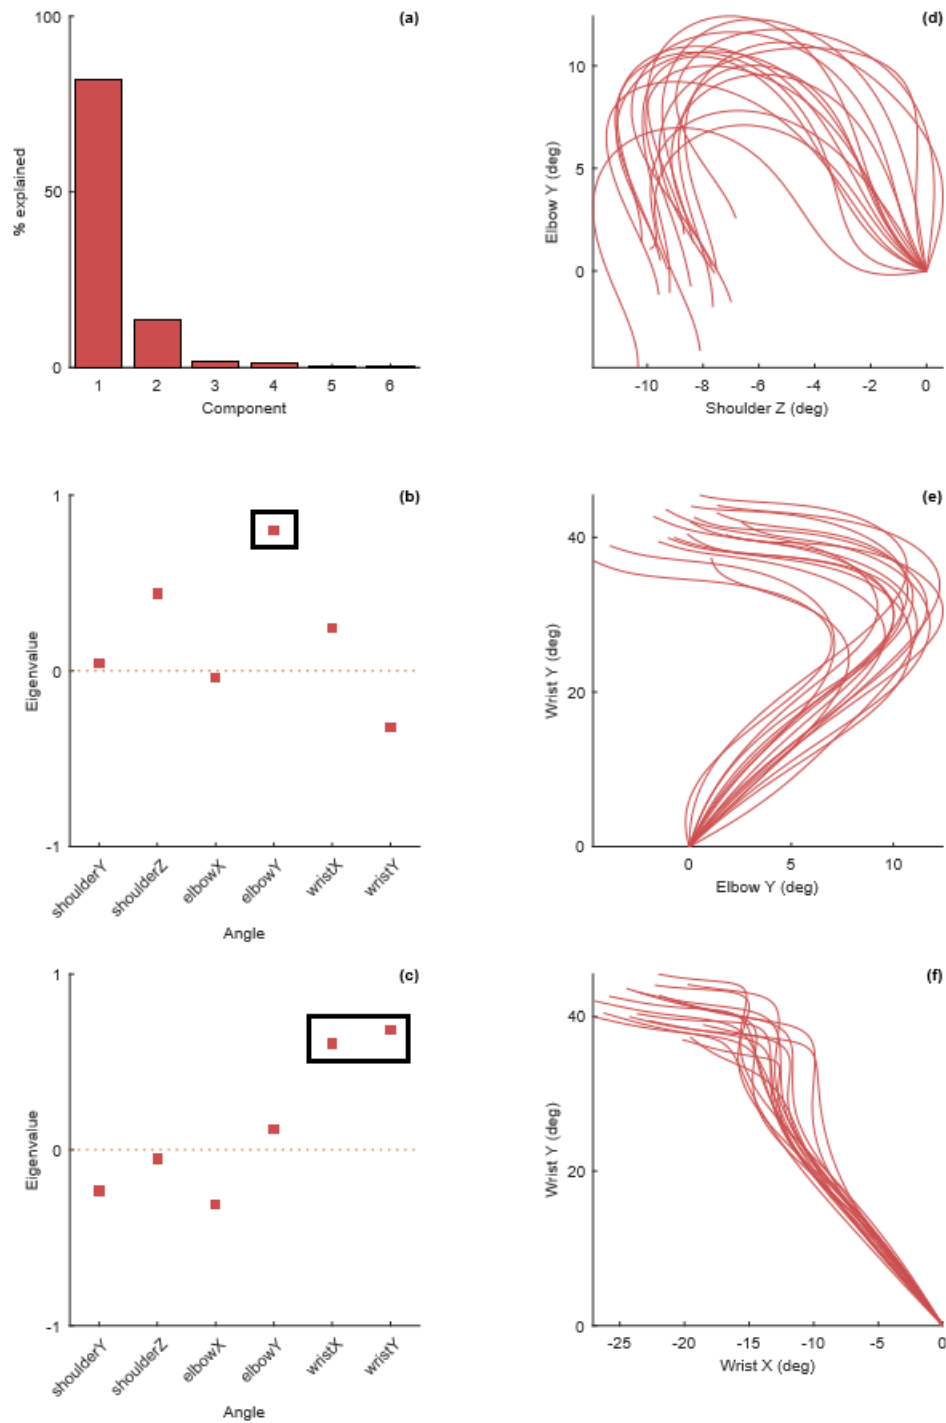 (a)
100
50
0
% explained
1 2 3 4 5 6
Component
(d)
10
5
0
Elbow Y (deg)
-10 -8 -6 -4 -2 0
Shoulder Z (deg)
(b)
1
0
-1
Eigenvalue
shoulderY shoulderZ elbowX elbowY wristX wristY
Angle
(e)
40
20
0
Wrist Y (deg)
0 5 10
Elbow Y (deg)
(c)
1
0
-1
Eigenvalue
shoulderY shoulderZ elbowX elbowY wristX wristY
Angle
(f)
40
20
0
Wrist Y (deg)
-25 -20 -15 -10 -5 0
Wrist X (deg)